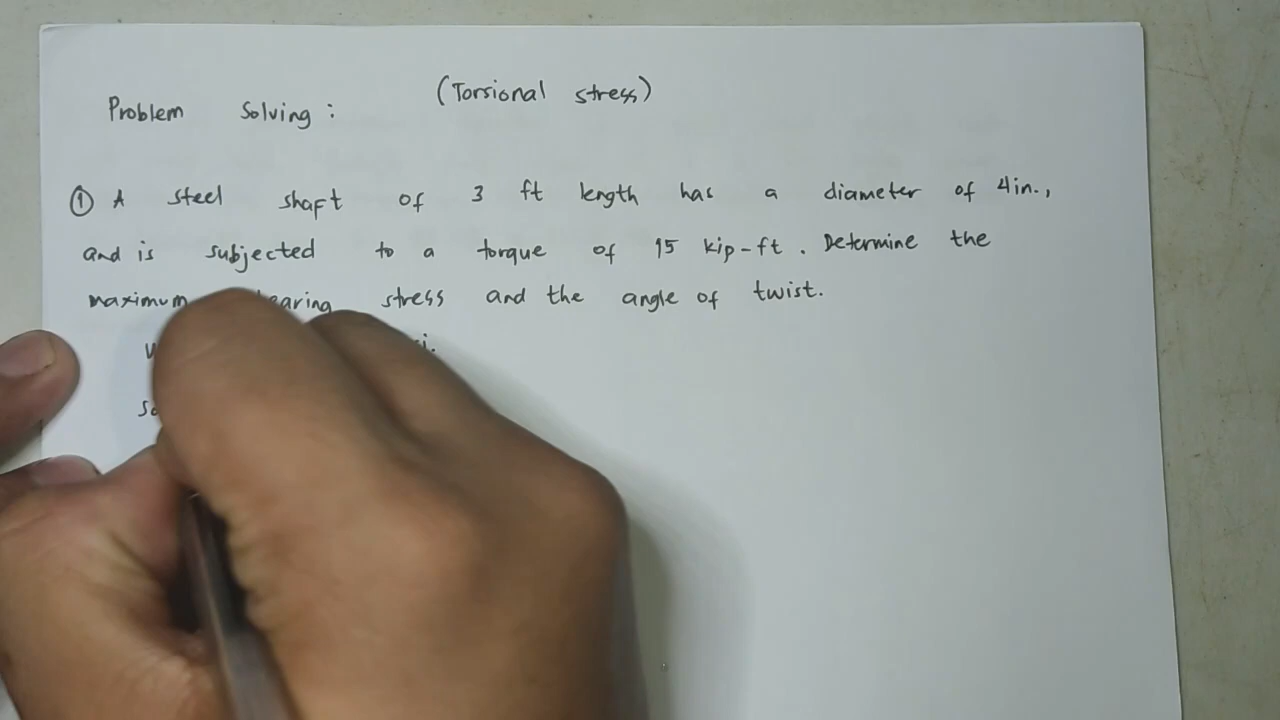 (Torsional stress)
Problem Solving:
① A steel shaft of 3 ft length has a diameter of 4in.,
and is subjected to a torque of 15 kip-ft. Determine the
maximum stress and the angle of twist.